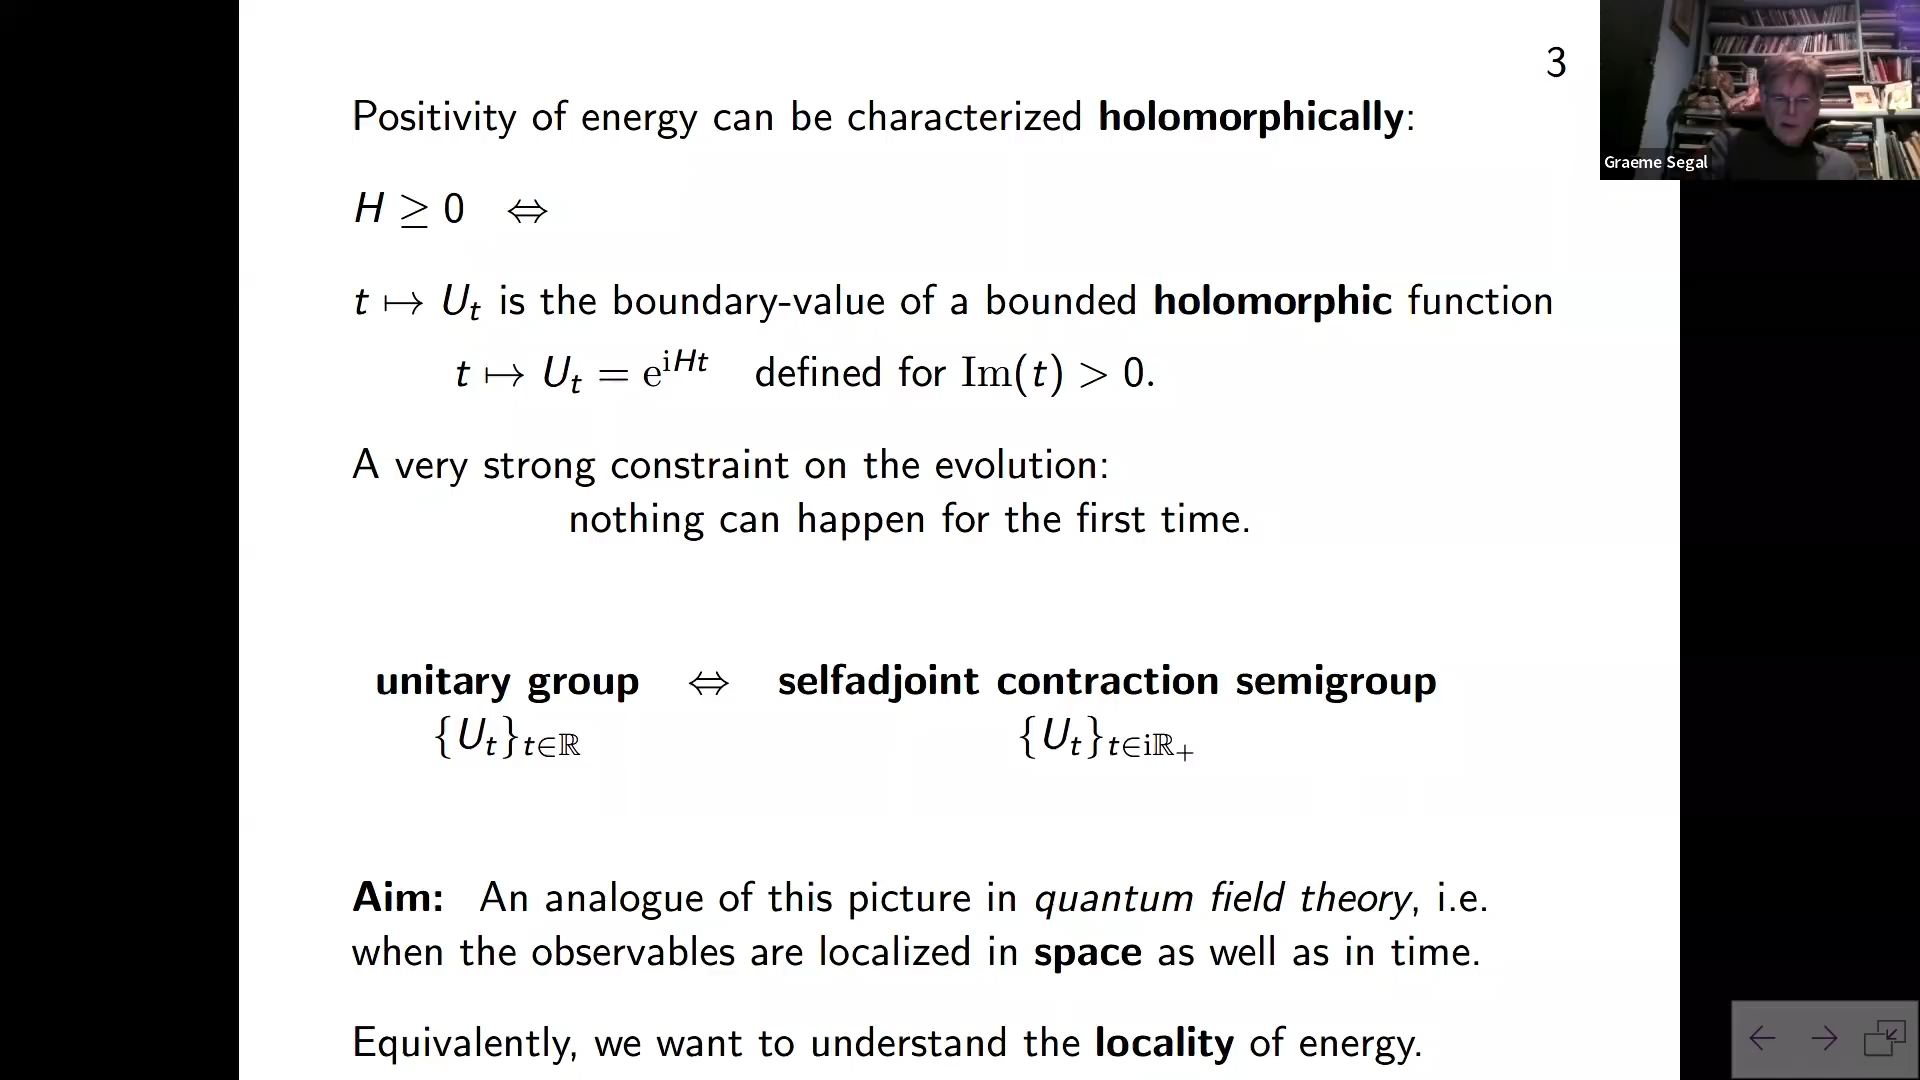 3
Positivity of energy can be characterized holomorphically:
H ≥ 0 ⇔
t ↦ U_t is the boundary-value of a bounded holomorphic function
t ↦ U_t = e^{iHt} defined for Im(t) > 0.
A very strong constraint on the evolution:
nothing can happen for the first time.
unitary group ⇔ selfadjoint contraction semigroup
{U_t}_{t∈ℝ} {U_t}_{t∈iℝ_+}
Aim: An analogue of this picture in quantum field theory, i.e.
when the observables are localized in space as well as in time.
Equivalently, we want to understand the locality of energy.
Graeme Segal